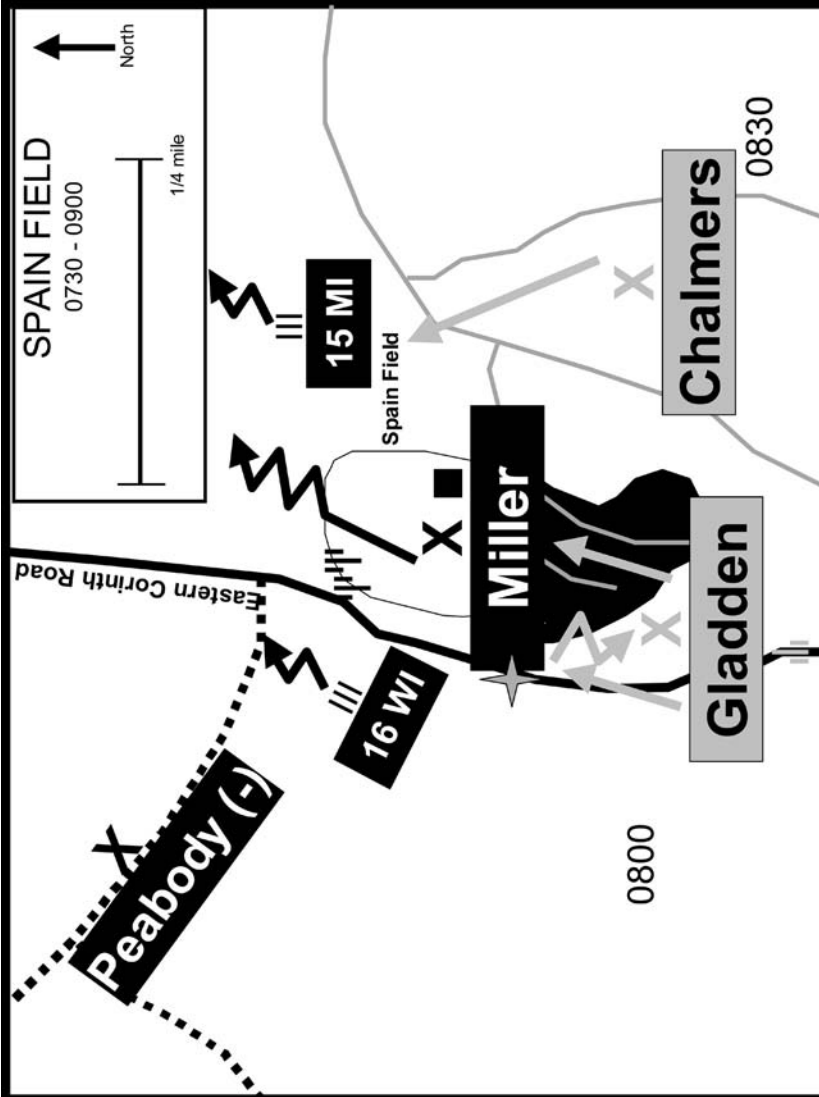 SPAIN FIELD
0730 - 0900
1/4 mile
North
Eastern Corinth Road
Peabody (-)
X
16 WI
15 MI
Spain Field
X
Miller
X
Gladden
X
Chalmers
0800
0830